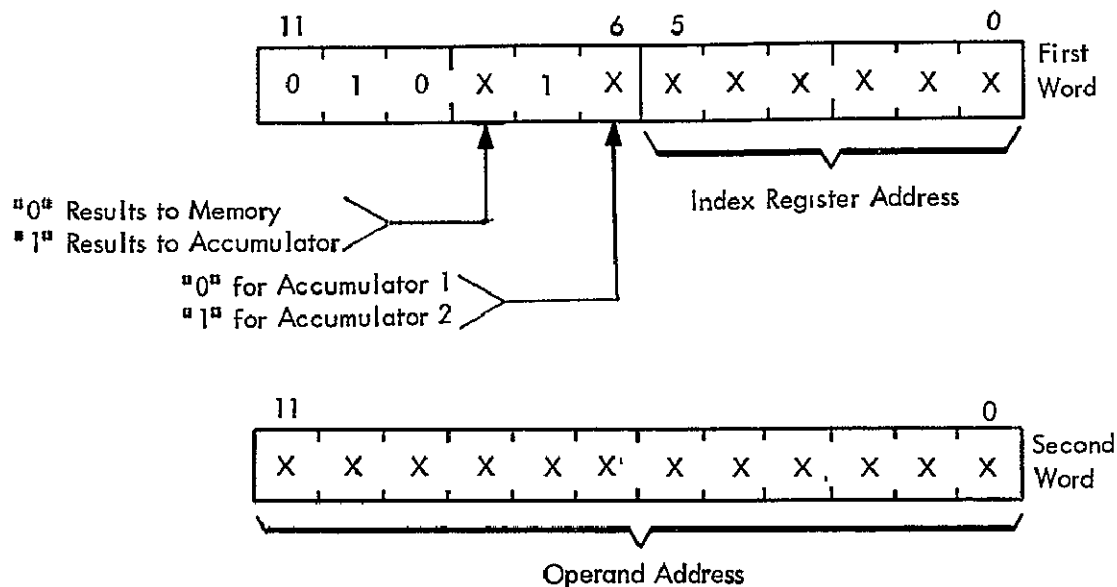 11 6 5 0
0 1 0 X 1 X X X X X X X
First
Word
Index Register Address
"0" Results to Memory
"1" Results to Accumulator
"0" for Accumulator 1
"1" for Accumulator 2
11 0
X X X X X X X X X X X X
Second
Word
Operand Address